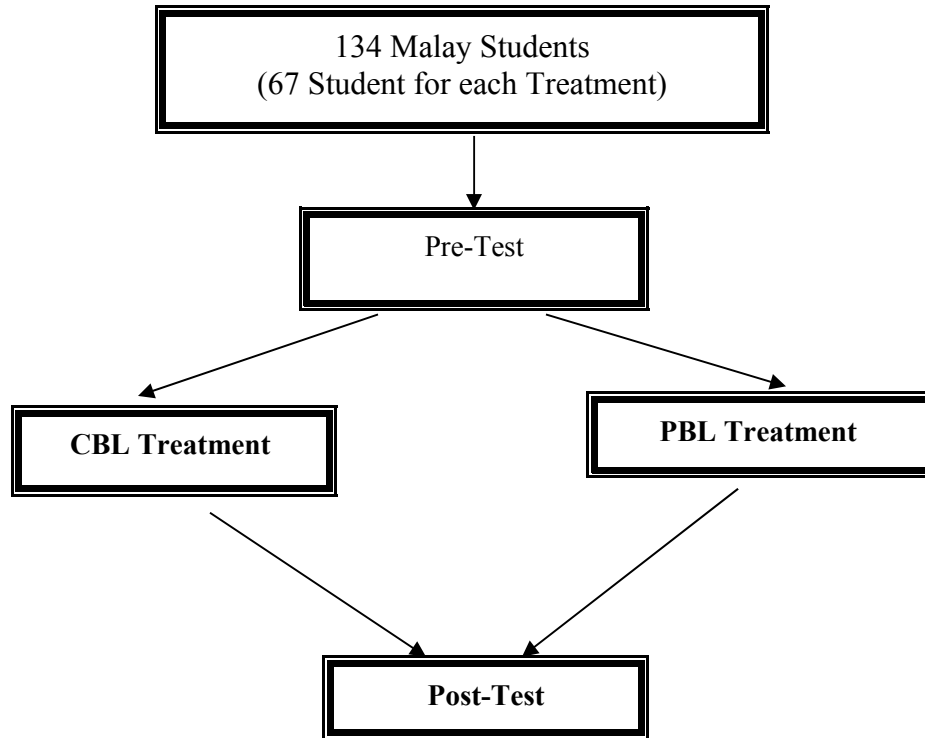 134 Malay Students
(67 Student for each Treatment)
Pre-Test
CBL Treatment
PBL Treatment
Post-Test